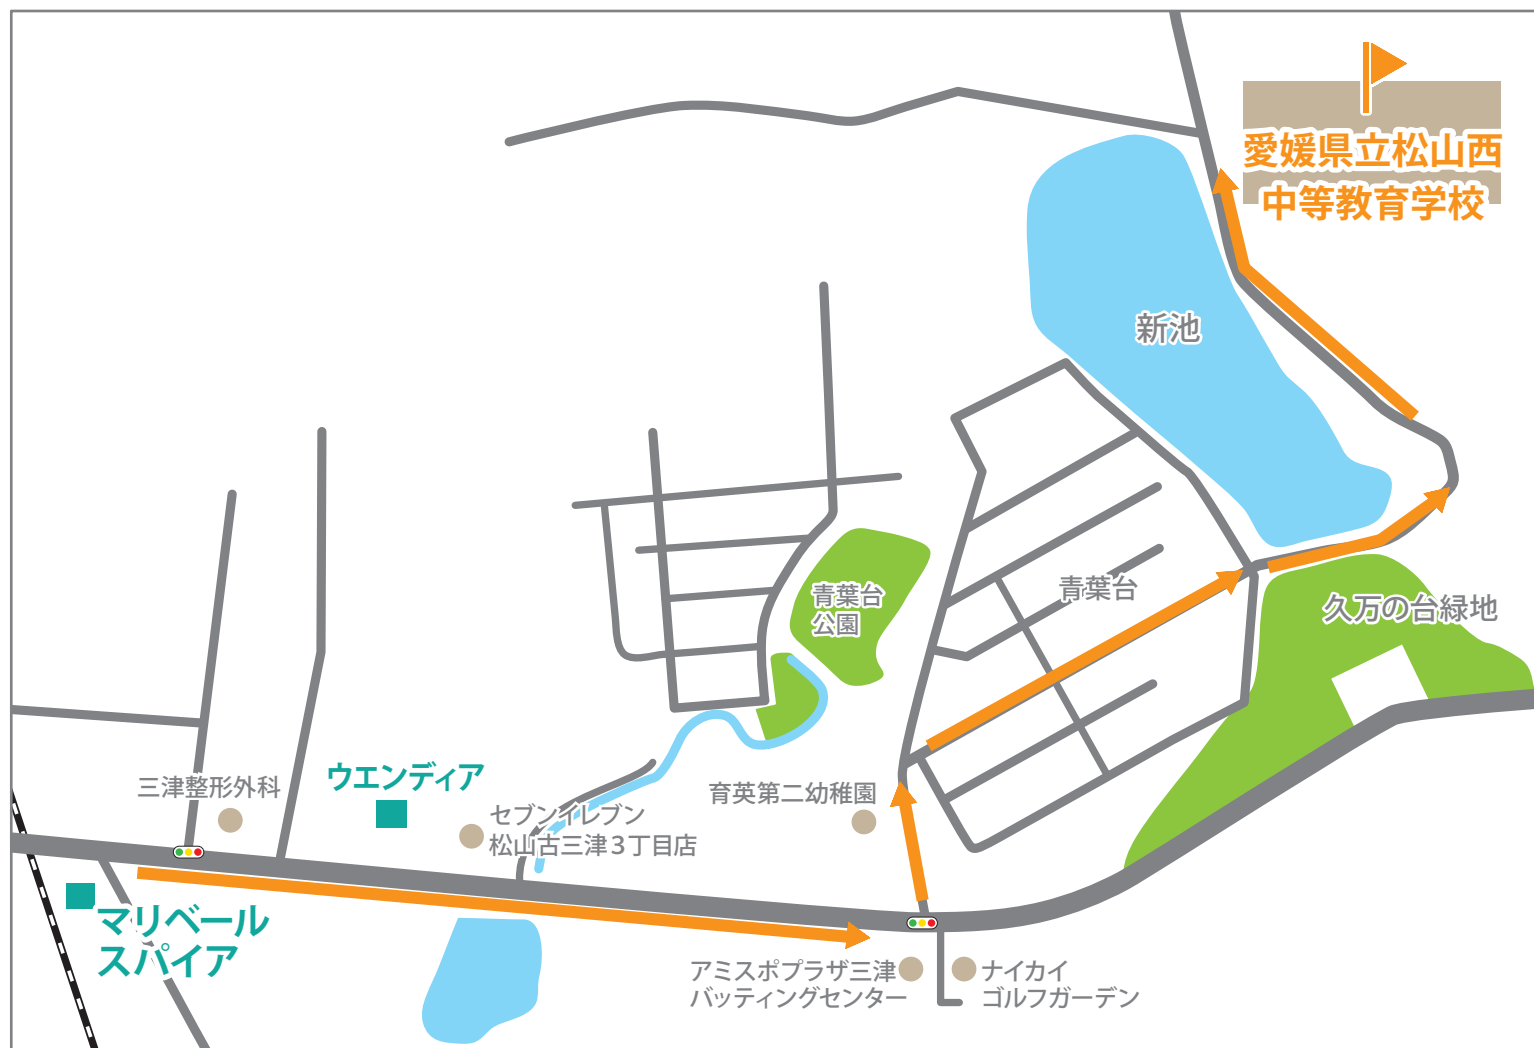 愛媛県立松山西
中等教育学校
新池
青葉台
公園
青葉台
久万の台緑地
三津整形外科
ウエンディア
セブンイレブン
松山古三津3丁目店
育英第二幼稚園
マリベール
スパイア
アミスポプラザ三津
バッティングセンター
ナイカイ
ゴルフガーデン